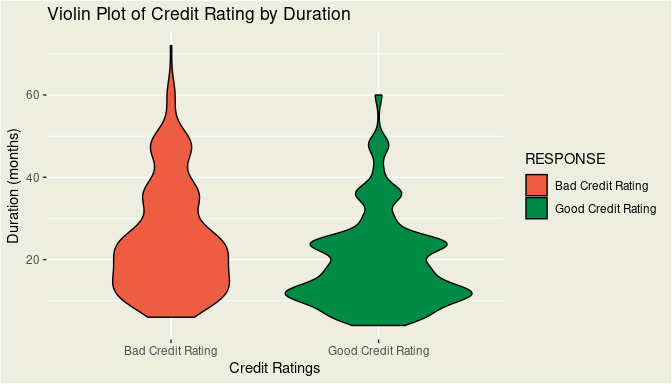 Violin Plot of Credit Rating by Duration
Duration (months)
60
40
20
Bad Credit Rating
Good Credit Rating
Credit Ratings
RESPONSE
Bad Credit Rating
Good Credit Rating